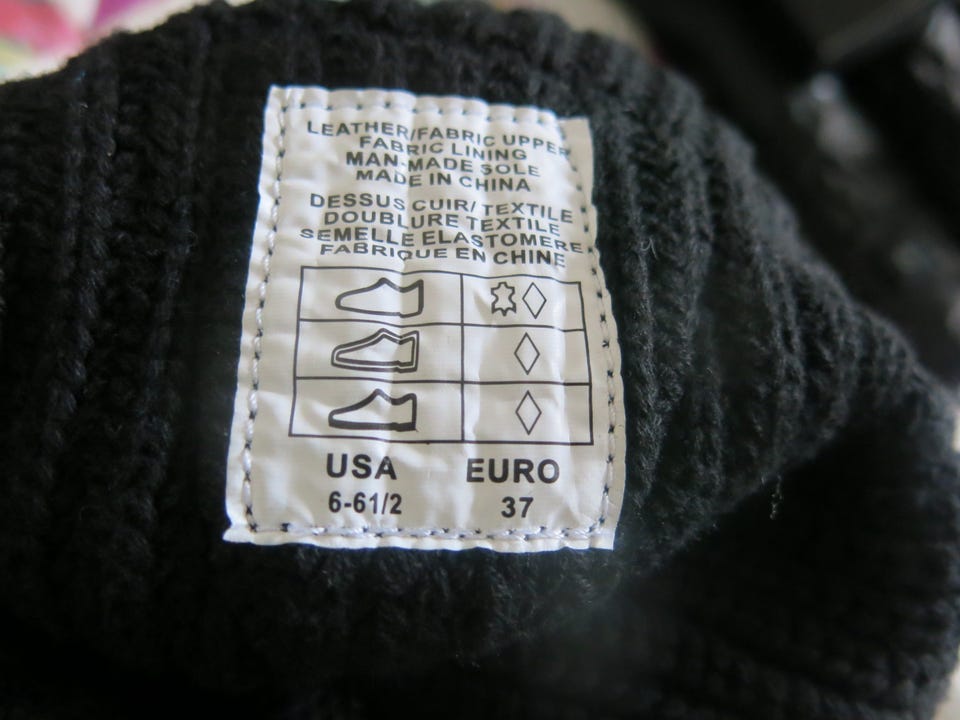 LEATHER/FABRIC UPPER
FABRIC LINING
MAN-MADE SOLE
MADE IN CHINA
DESSUS CUIR/ TEXTILE
DOUBLURE TEXTILE
SEMELLE ELASTOMERE
FABRIQUE EN CHINE
USA EURO
6-61/2 37